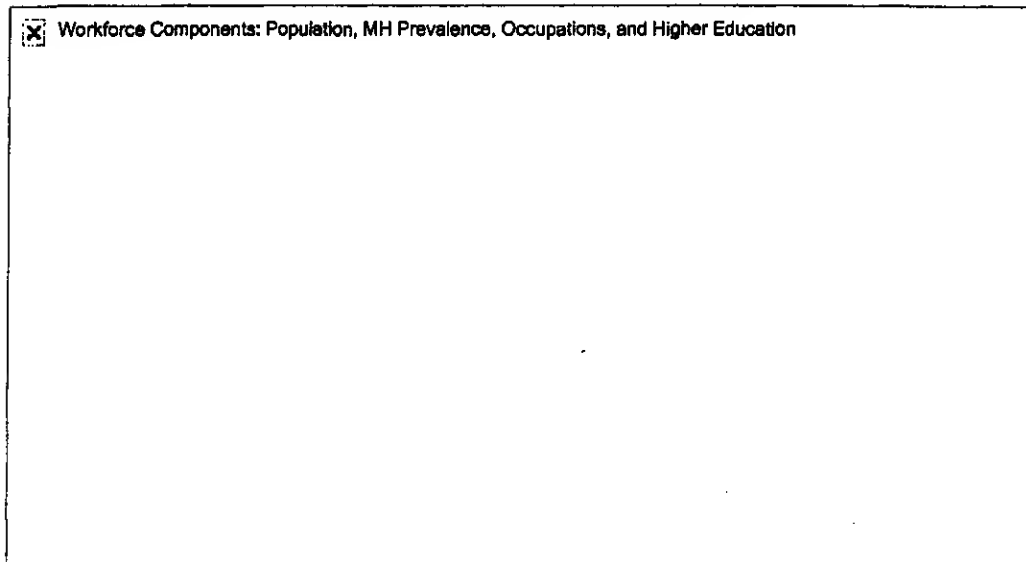 Workforce Components: Population, MH Prevalence, Occupations, and Higher Education